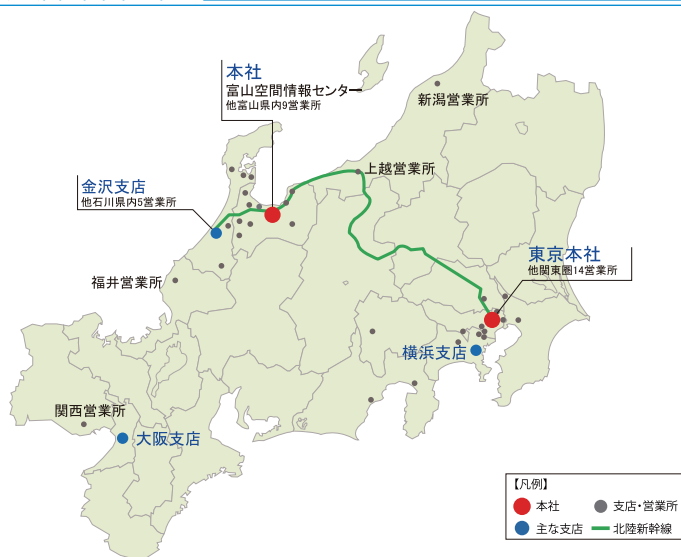 本社
富山空間情報センター
他富山県内9営業所
新潟営業所
上越営業所
金沢支店
他石川県内5営業所
東京本社
他関東圏14営業所
福井営業所
横浜支店
関西営業所
大阪支店
【凡例】
本社 支店・営業所
主な支店 北陸新幹線